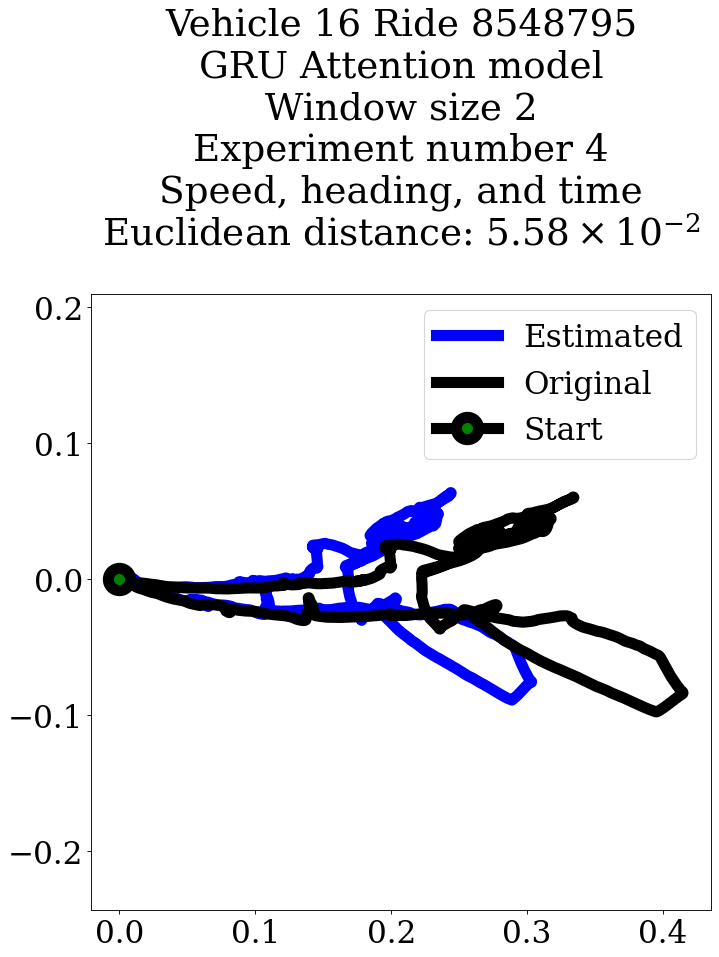 Vehicle 16 Ride 8548795
GRU Attention model
Window size 2
Experiment number 4
Speed, heading, and time
Euclidean distance: 5.58 × 10⁻²
Estimated
Original
Start
0.2
0.1
0.0
−0.1
−0.2
0.0 0.1 0.2 0.3 0.4